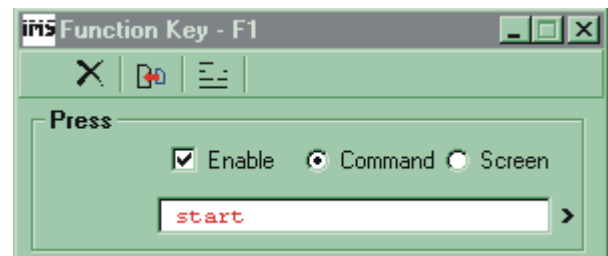 iMS Function Key - F1
Press
Enable Command Screen
start